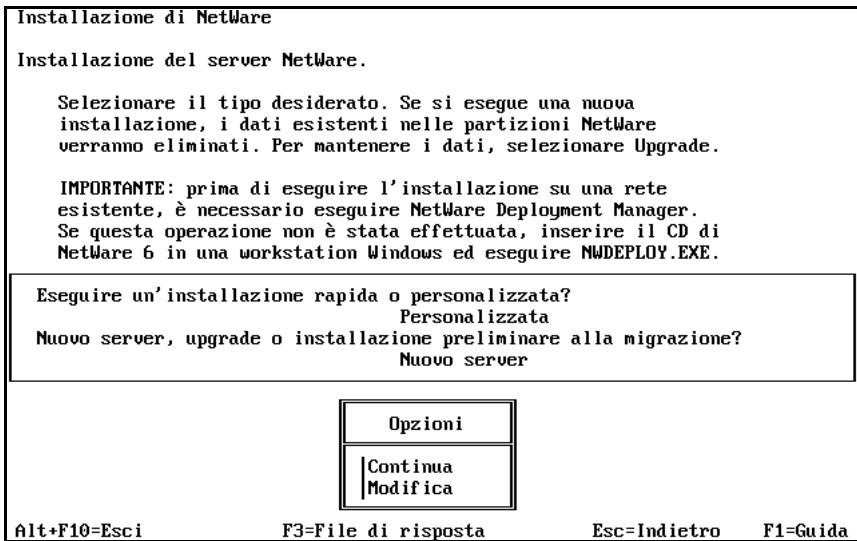 Installazione di NetWare
Installazione del server NetWare.
Selezionare il tipo desiderato. Se si esegue una nuova
installazione, i dati esistenti nelle partizioni NetWare
verranno eliminati. Per mantenere i dati, selezionare Upgrade.
IMPORTANTE: prima di eseguire l'installazione su una rete
esistente, è necessario eseguire NetWare Deployment Manager.
Se questa operazione non è stata effettuata, inserire il CD di
NetWare 6 in una workstation Windows ed eseguire NWDEPLOY.EXE.
Eseguire un'installazione rapida o personalizzata?
Personalizzata
Nuovo server, upgrade o installazione preliminare alla migrazione?
Nuovo server
Opzioni
Continua
Modifica
Alt+F10=Esci F3=File di risposta Esc=Indietro F1=Guida